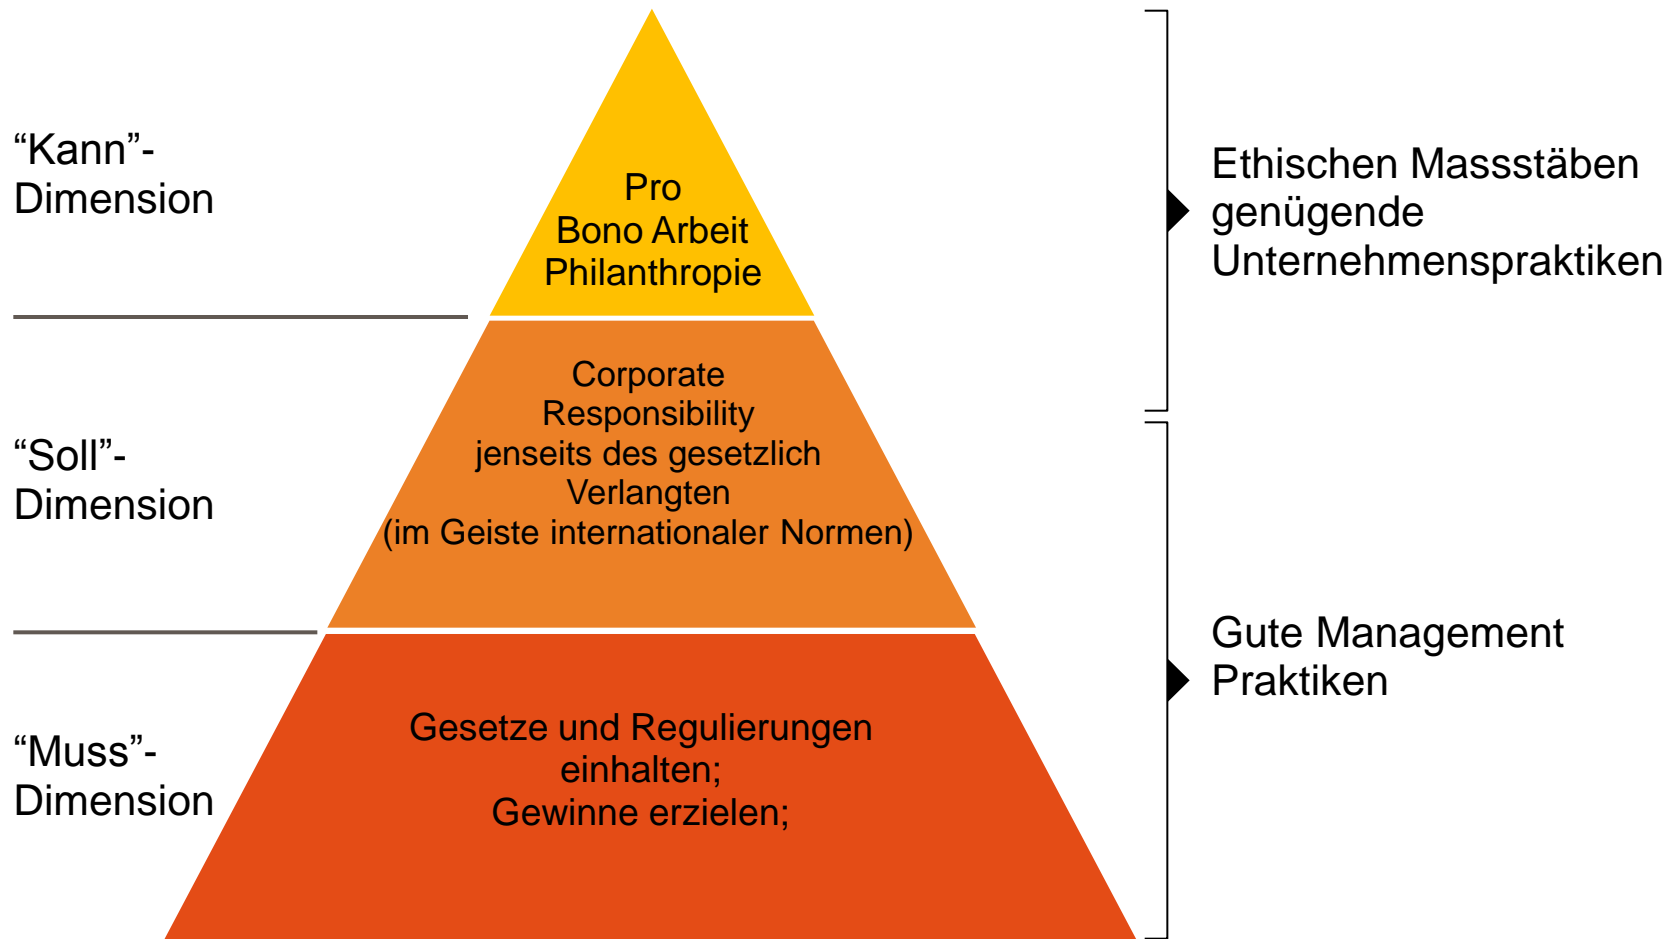 “Kann”-
Dimension
Pro
Bono Arbeit
Philanthropie
Ethischen Massstäben
genügende
Unternehmenspraktiken
“Soll”-
Dimension
Corporate
Responsibility
jenseits des gesetzlich
Verlangten
(im Geiste internationaler Normen)
“Muss”-
Dimension
Gesetze und Regulierungen
einhalten;
Gewinne erzielen;
Gute Management
Praktiken